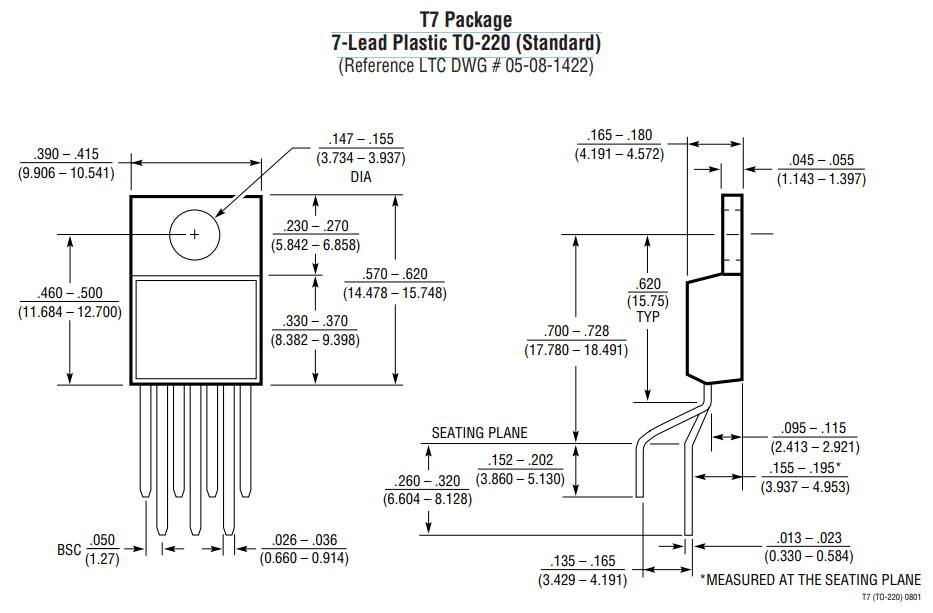 T7 Package
7-Lead Plastic TO-220 (Standard)
(Reference LTC DWG # 05-08-1422)
.147 – .155
(3.734 – 3.937)
DIA
.390 – .415
(9.906 – 10.541)
.230 – .270
(5.842 – 6.858)
.570 – .620
(14.478 – 15.748)
.460 – .500
(11.684 – 12.700)
.330 – .370
(8.382 – 9.398)
BSC
.050
(1.27)
.026 – .036
(0.660 – 0.914)
.165 – .180
(4.191 – 4.572)
.045 – .055
(1.143 – 1.397)
.620
(15.75)
TYP
.700 – .728
(17.780 – 18.491)
SEATING PLANE
.152 – .202
(3.860 – 5.130)
.260 – .320
(6.604 – 8.128)
.095 – .115
(2.413 – 2.921)
.155 – .195*
(3.937 – 4.953)
.013 – .023
(0.330 – 0.584)
.135 – .165
(3.429 – 4.191)
*MEASURED AT THE SEATING PLANE
T7 (TO-220) 0801